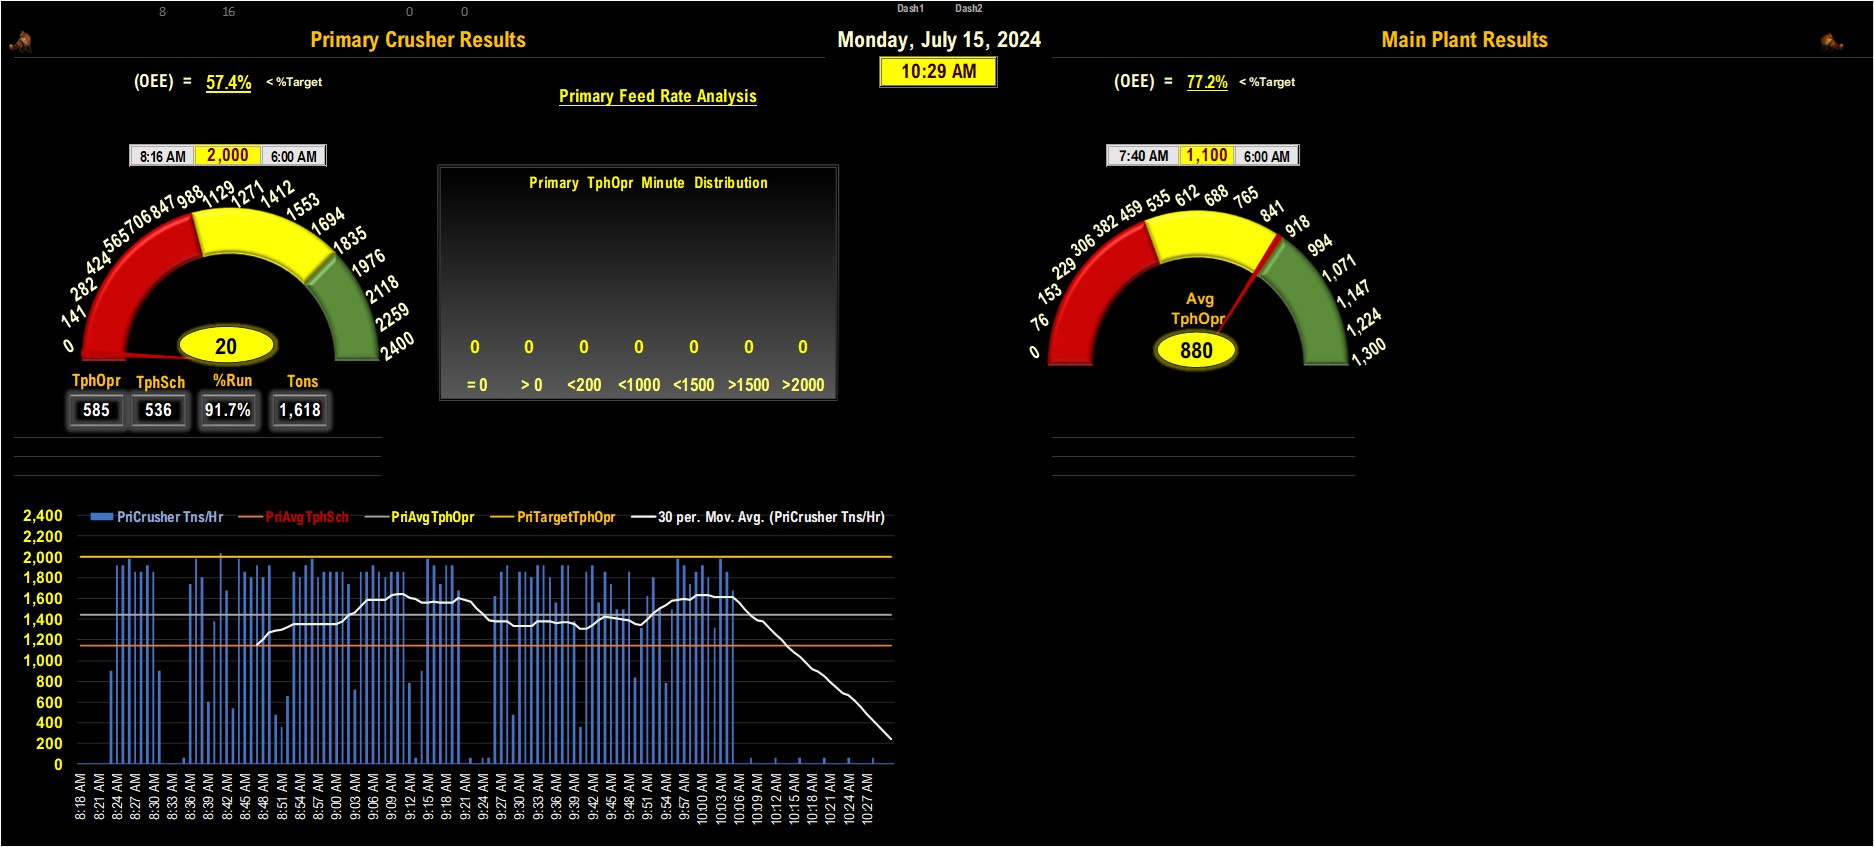 8 16 0 0 Dash1 Dash2
Primary Crusher Results Monday, July 15, 2024 Main Plant Results
10:29 AM
(OEE) = 57.4% < %Target
Primary Feed Rate Analysis
(OEE) = 77.2% < %Target
8:16 AM 2,000 6:00 AM
0
141
282
424
565
706
847
988
1129
1271
1412
1553
1694
1835
1976
2118
2259
2400
20
TphOpr TphSch %Run Tons
585 536 91.7% 1,618
Primary TphOpr Minute Distribution
0 0 0 0 0 0 0
= 0 > 0 <200 <1000 <1500 >1500 >2000
7:40 AM 1,100 6:00 AM
0
76
153
229
306
382
459
535
612
688
765
841
918
994
1,071
1,147
1,224
1,300
Avg
TphOpr
880
PriCrusher Tns/Hr PriAvgTphSch PriAvgTphOpr PriTargetTphOpr 30 per. Mov. Avg. (PriCrusher Tns/Hr)
2,400
2,200
2,000
1,800
1,600
1,400
1,200
1,000
800
600
400
200
0
8:18 AM
8:21 AM
8:24 AM
8:27 AM
8:30 AM
8:33 AM
8:36 AM
8:39 AM
8:42 AM
8:45 AM
8:48 AM
8:51 AM
8:54 AM
8:57 AM
9:00 AM
9:03 AM
9:06 AM
9:09 AM
9:12 AM
9:15 AM
9:18 AM
9:21 AM
9:24 AM
9:27 AM
9:30 AM
9:33 AM
9:36 AM
9:39 AM
9:42 AM
9:45 AM
9:48 AM
9:51 AM
9:54 AM
9:57 AM
10:00 AM
10:03 AM
10:06 AM
10:09 AM
10:12 AM
10:15 AM
10:18 AM
10:21 AM
10:24 AM
10:27 AM